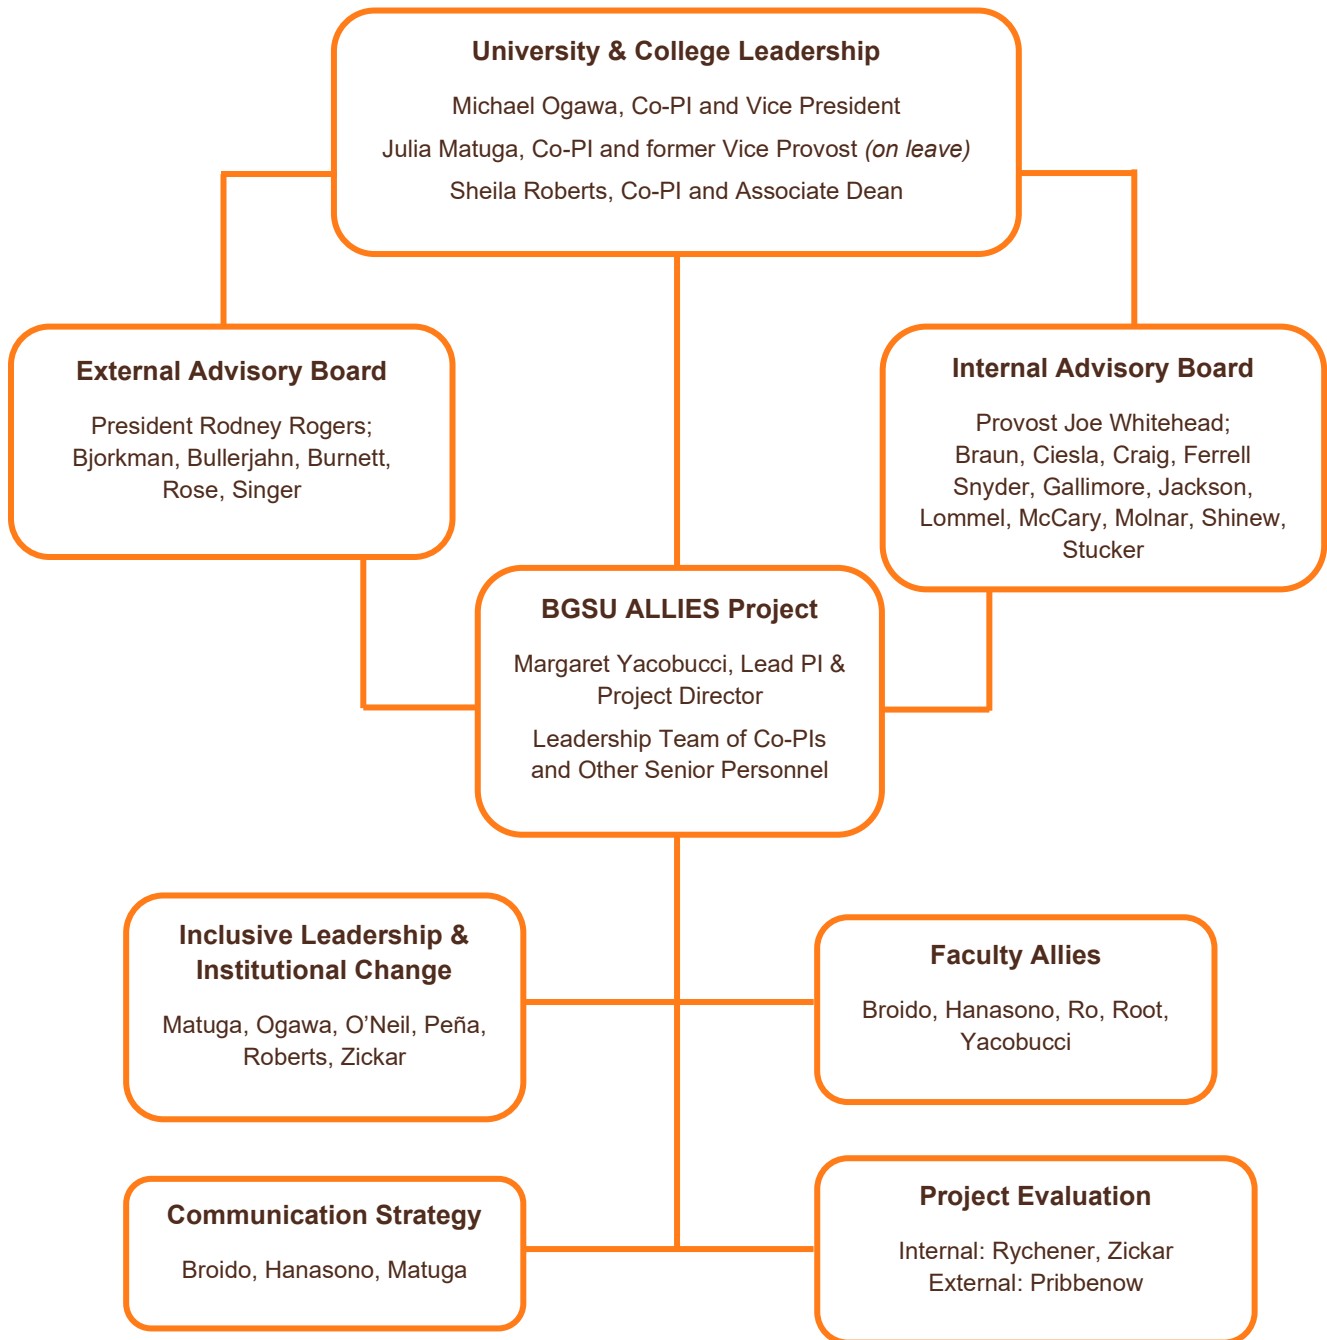 University & College Leadership
Michael Ogawa, Co-PI and Vice President
Julia Matuga, Co-PI and former Vice Provost (on leave)
Sheila Roberts, Co-PI and Associate Dean
External Advisory Board
President Rodney Rogers;
Bjorkman, Bullerjahn, Burnett,
Rose, Singer
Internal Advisory Board
Provost Joe Whitehead;
Braun, Ciesla, Craig, Ferrell
Snyder, Gallimore, Jackson,
Lommel, McCary, Molnar, Shinew,
Stucker
BGSU ALLIES Project
Margaret Yacobucci, Lead PI &
Project Director
Leadership Team of Co-PIs
and Other Senior Personnel
Inclusive Leadership &
Institutional Change
Matuga, Ogawa, O’Neil, Peña,
Roberts, Zickar
Faculty Allies
Broido, Hanasono, Ro, Root,
Yacobucci
Communication Strategy
Broido, Hanasono, Matuga
Project Evaluation
Internal: Rychener, Zickar
External: Pribbenow